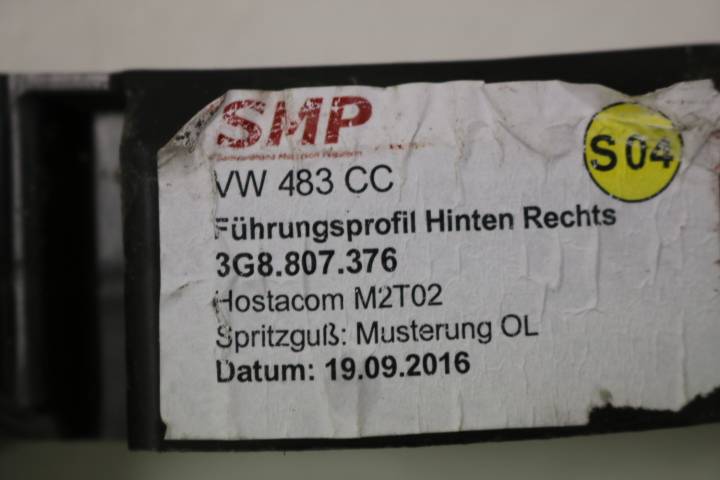 SMP
VW 483 CC
S 04
Führungsprofil Hinten Rechts
3G8.807.376
Hostacom M2T02
Spritzguß: Musterung OL
Datum: 19.09.2016